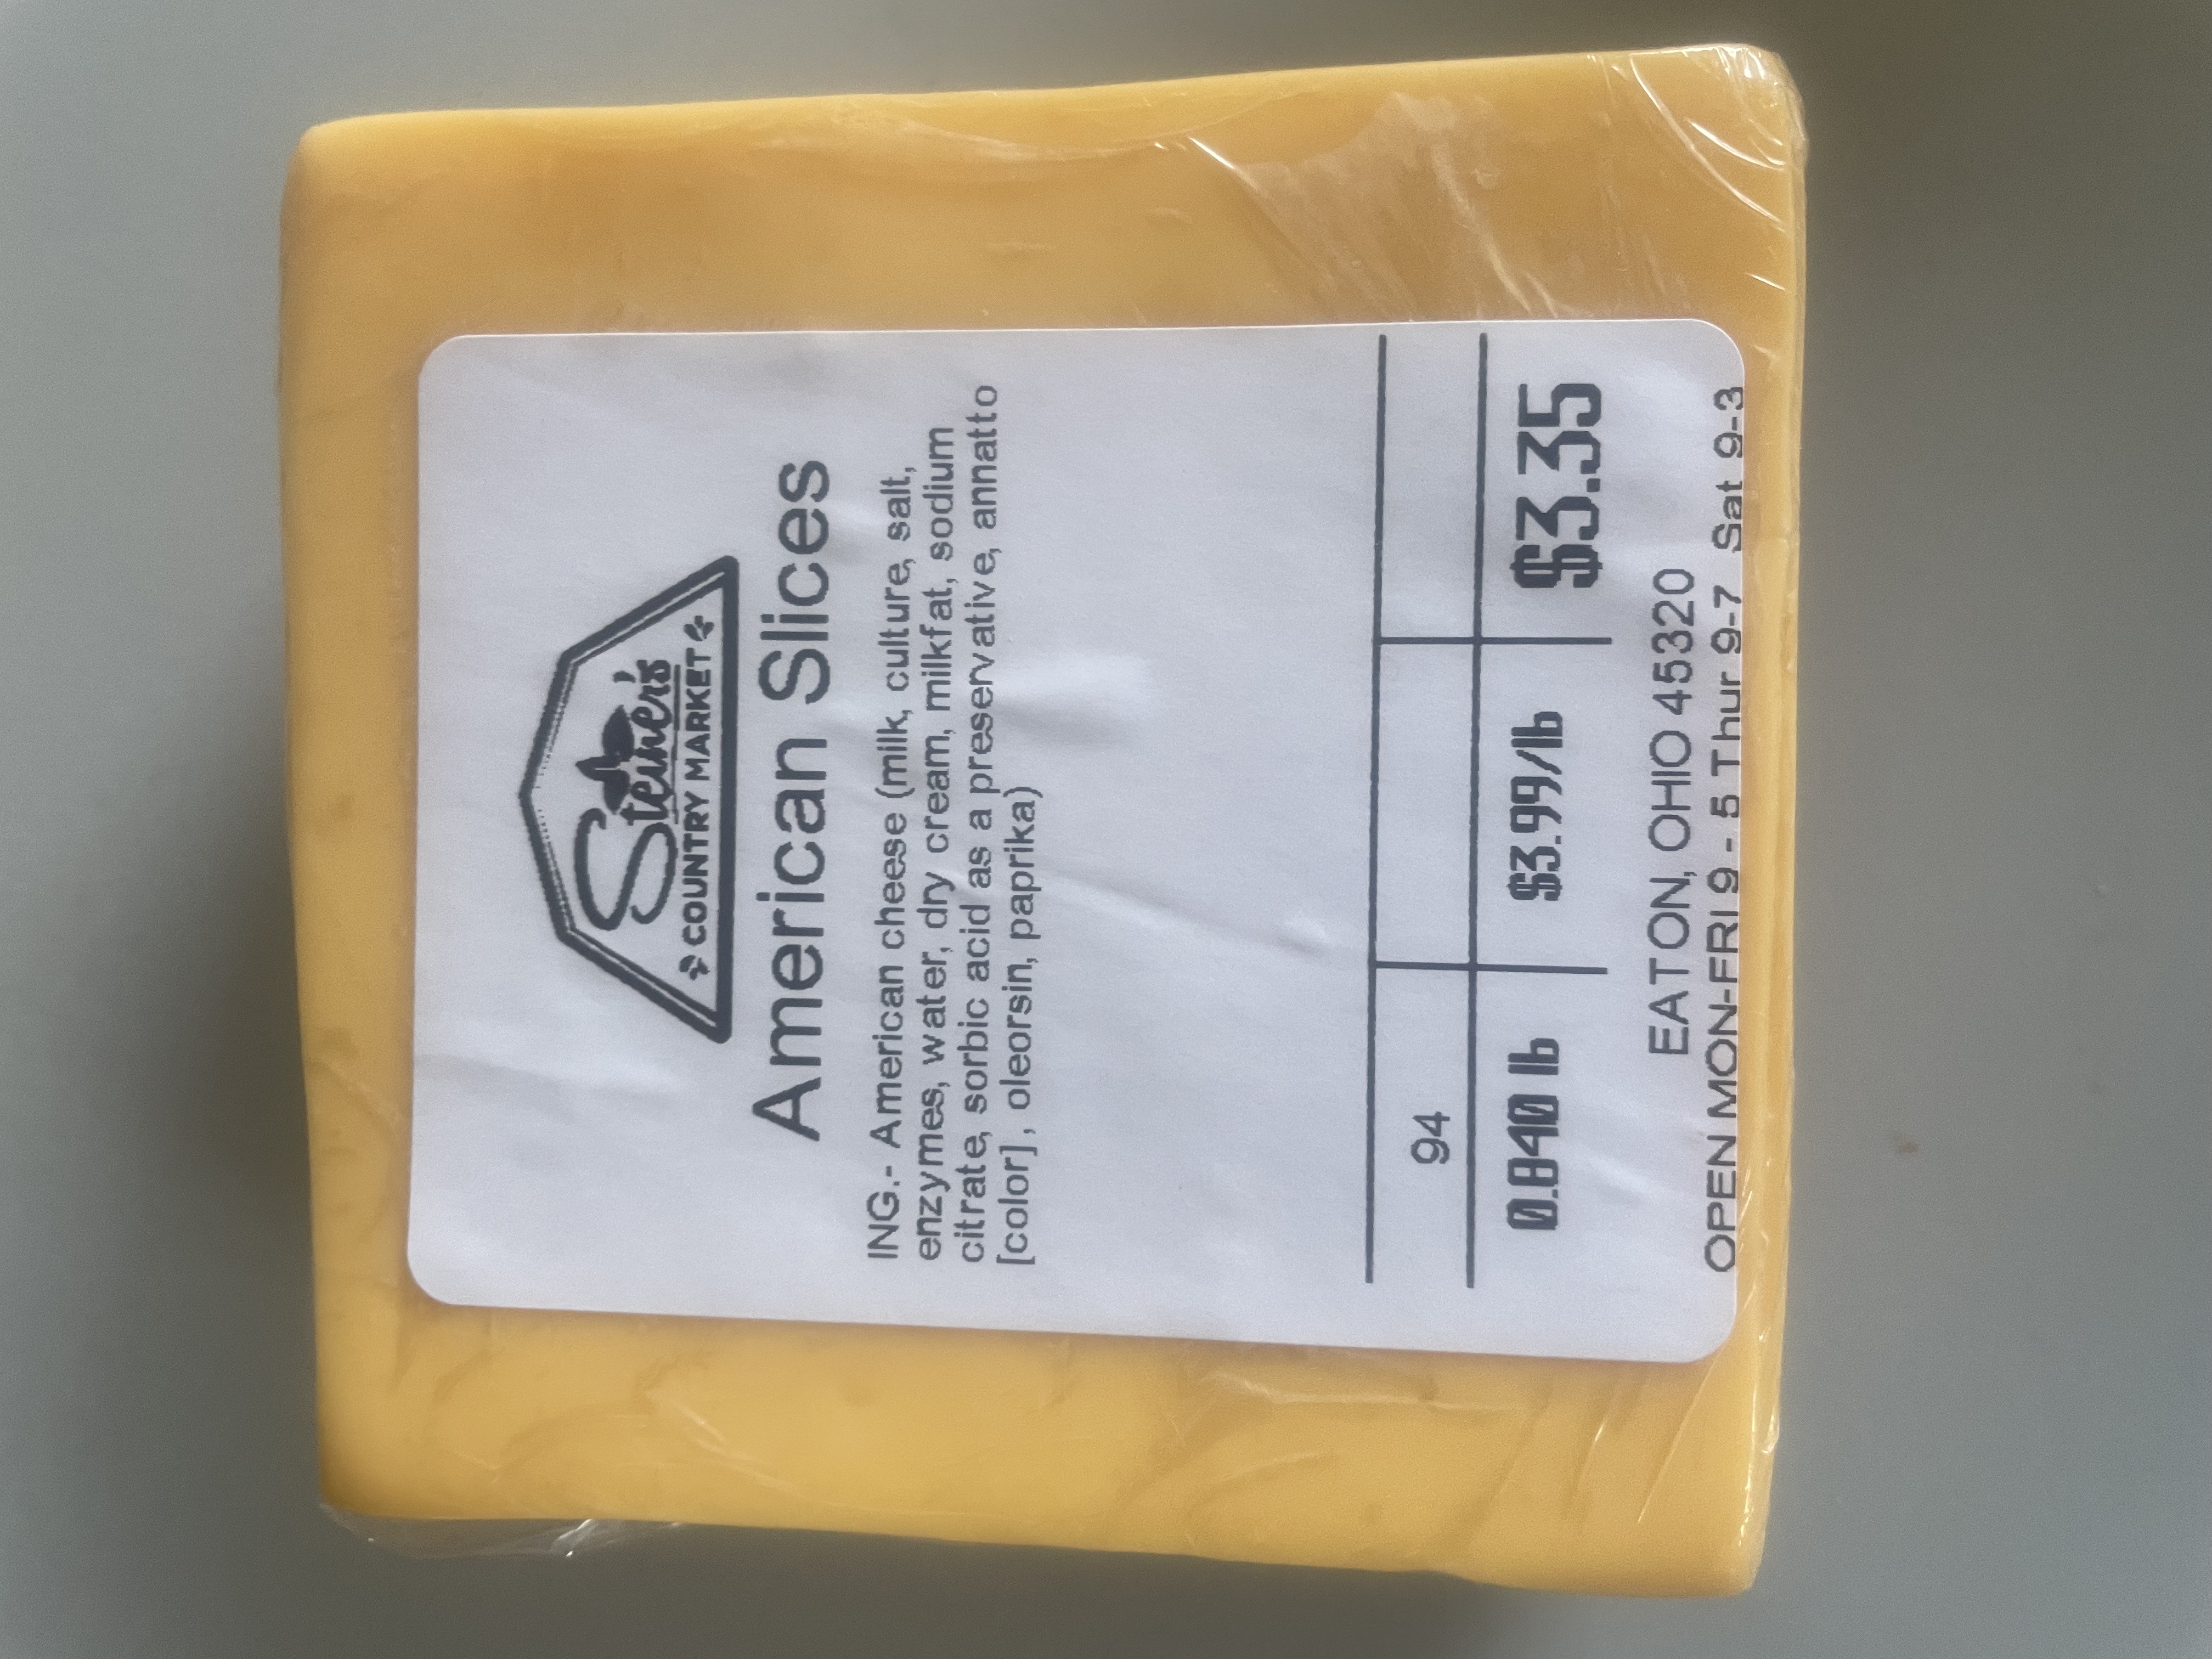 Steiner's
COUNTRY MARKET
American Slices
ING.- American cheese (milk, culture, salt,
enzymes, water, dry cream, milkfat, sodium
citrate, sorbic acid as a preservative, annatto
[color] , oleorsin, paprika)
94
0.840 lb $3.99/lb $3.35
EATON, OHIO 45320
OPEN MON-FRI 9 - 5 Thur 9-7 Sat 9-3